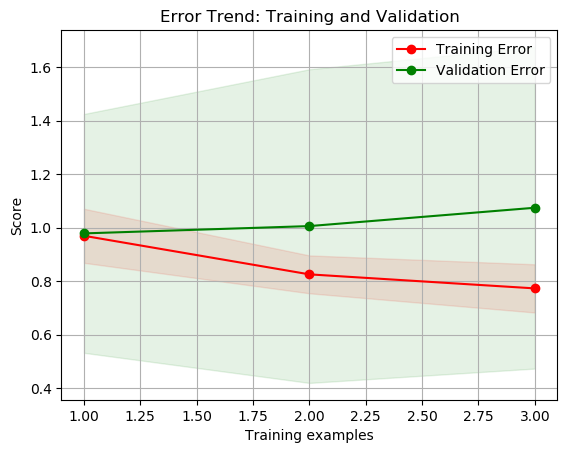 Error Trend: Training and Validation
Training Error
Validation Error
1.6
1.4
1.2
1.0
0.8
0.6
0.4
Score
1.00 1.25 1.50 1.75 2.00 2.25 2.50 2.75 3.00
Training examples